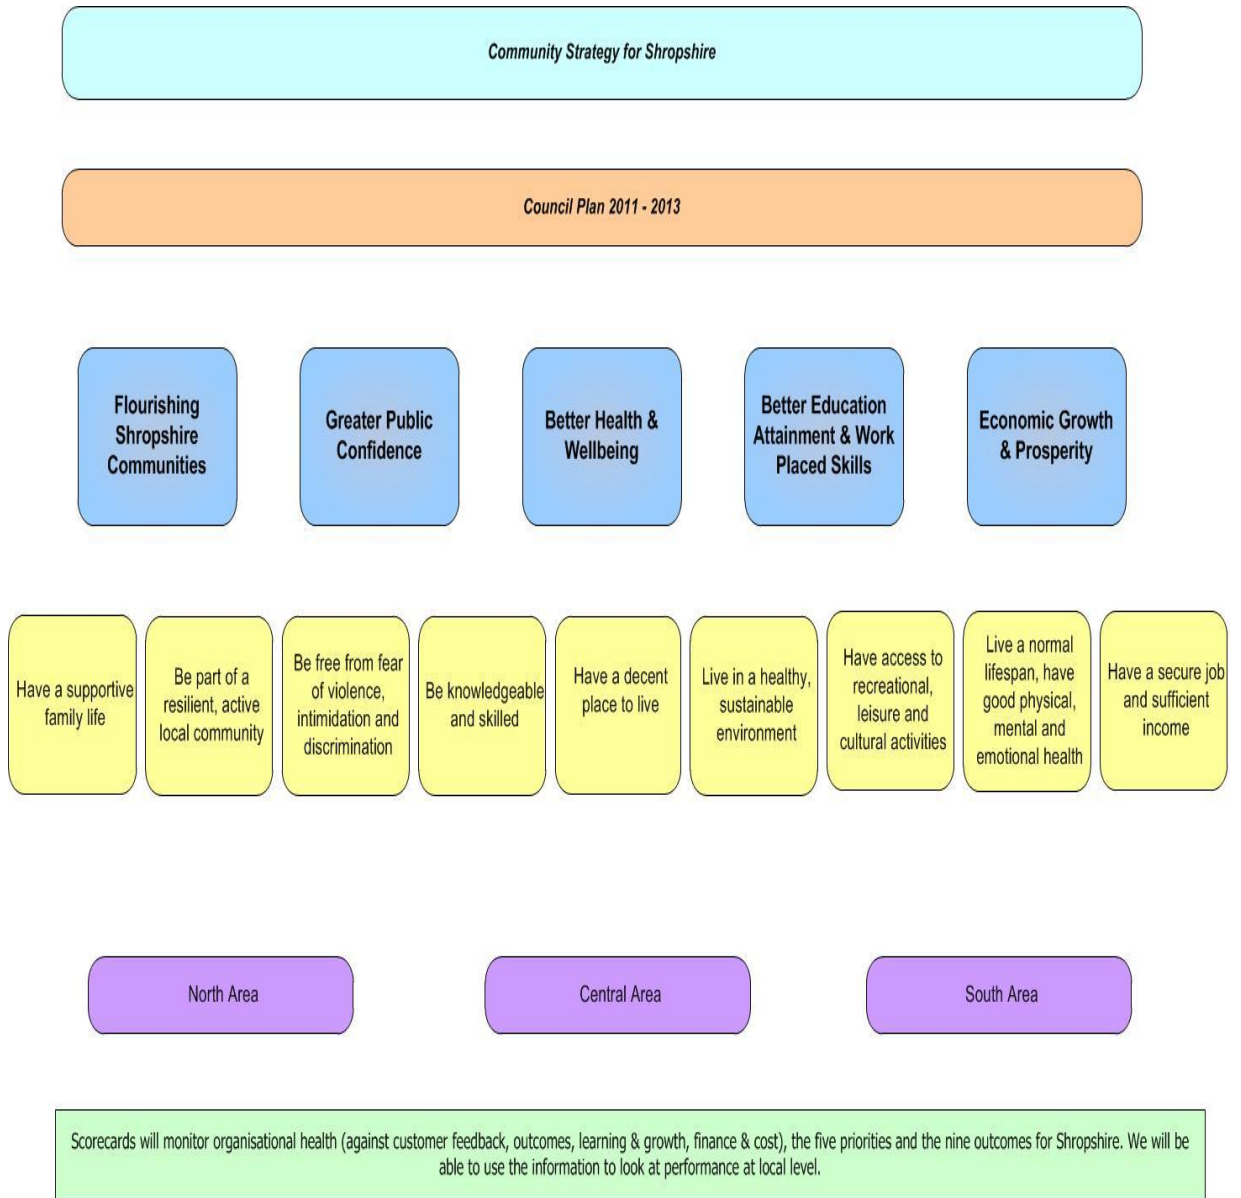 Community Strategy for Shropshire
Council Plan 2011 - 2013
Flourishing
Shropshire
Communities
Greater Public
Confidence
Better Health &
Wellbeing
Better Education
Attainment & Work
Placed Skills
Economic Growth
& Prosperity
Have a supportive
family life
Be part of a
resilient, active
local community
Be free from fear
of violence,
intimidation and
discrimination
Be knowledgeable
and skilled
Have a decent
place to live
Live in a healthy,
sustainable
environment
Have access to
recreational,
leisure and
cultural activities
Live a normal
lifespan, have
good physical,
mental and
emotional health
Have a secure job
and sufficient
income
North Area
Central Area
South Area
Scorecards will monitor organisational health (against customer feedback, outcomes, learning & growth, finance & cost), the five priorities and the nine outcomes for Shropshire. We will be
able to use the information to look at performance at local level.